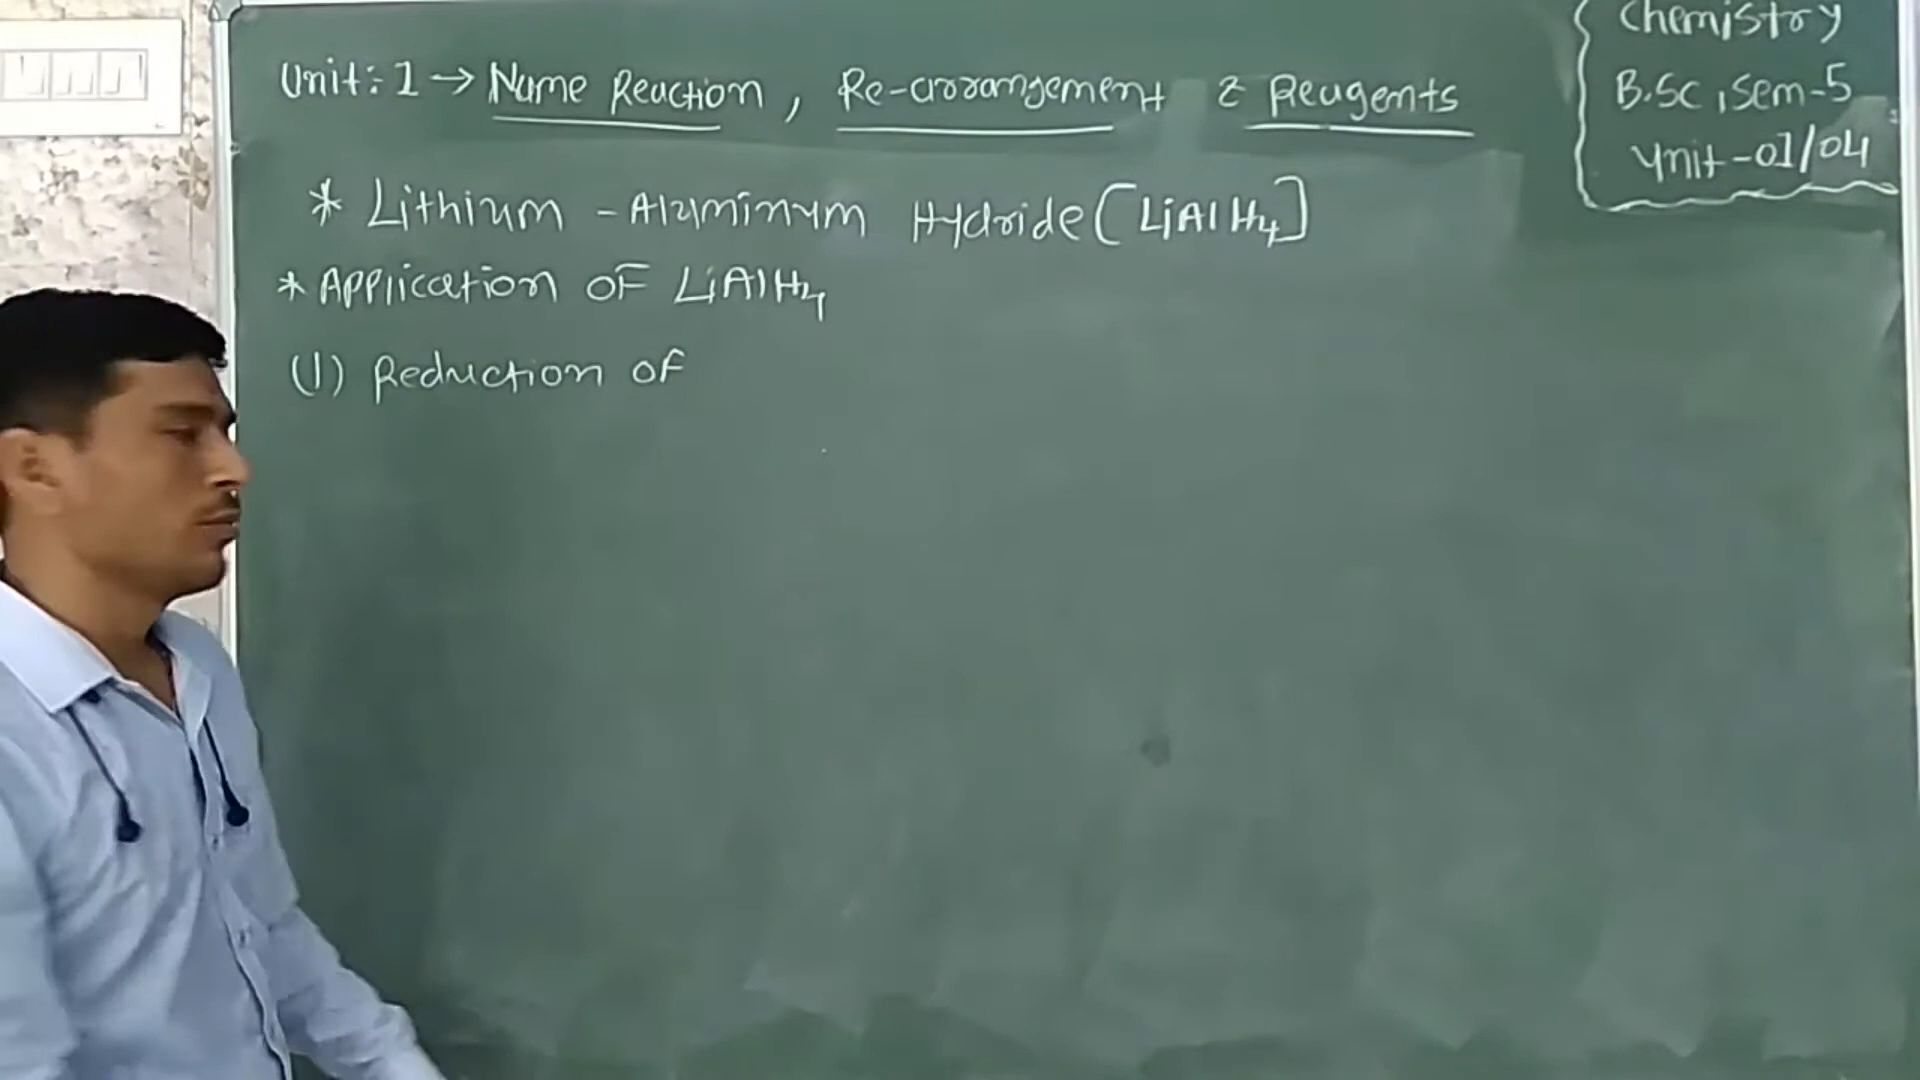 Unit:-1 → Name Reaction, Re-arrangement & Reagents
* Lithium - Aluminium Hydride [LiAlH4]
* Application OF LiAlH4
(1) Reduction of
Chemistry
B.Sc, Sem-5
Unit-01/04